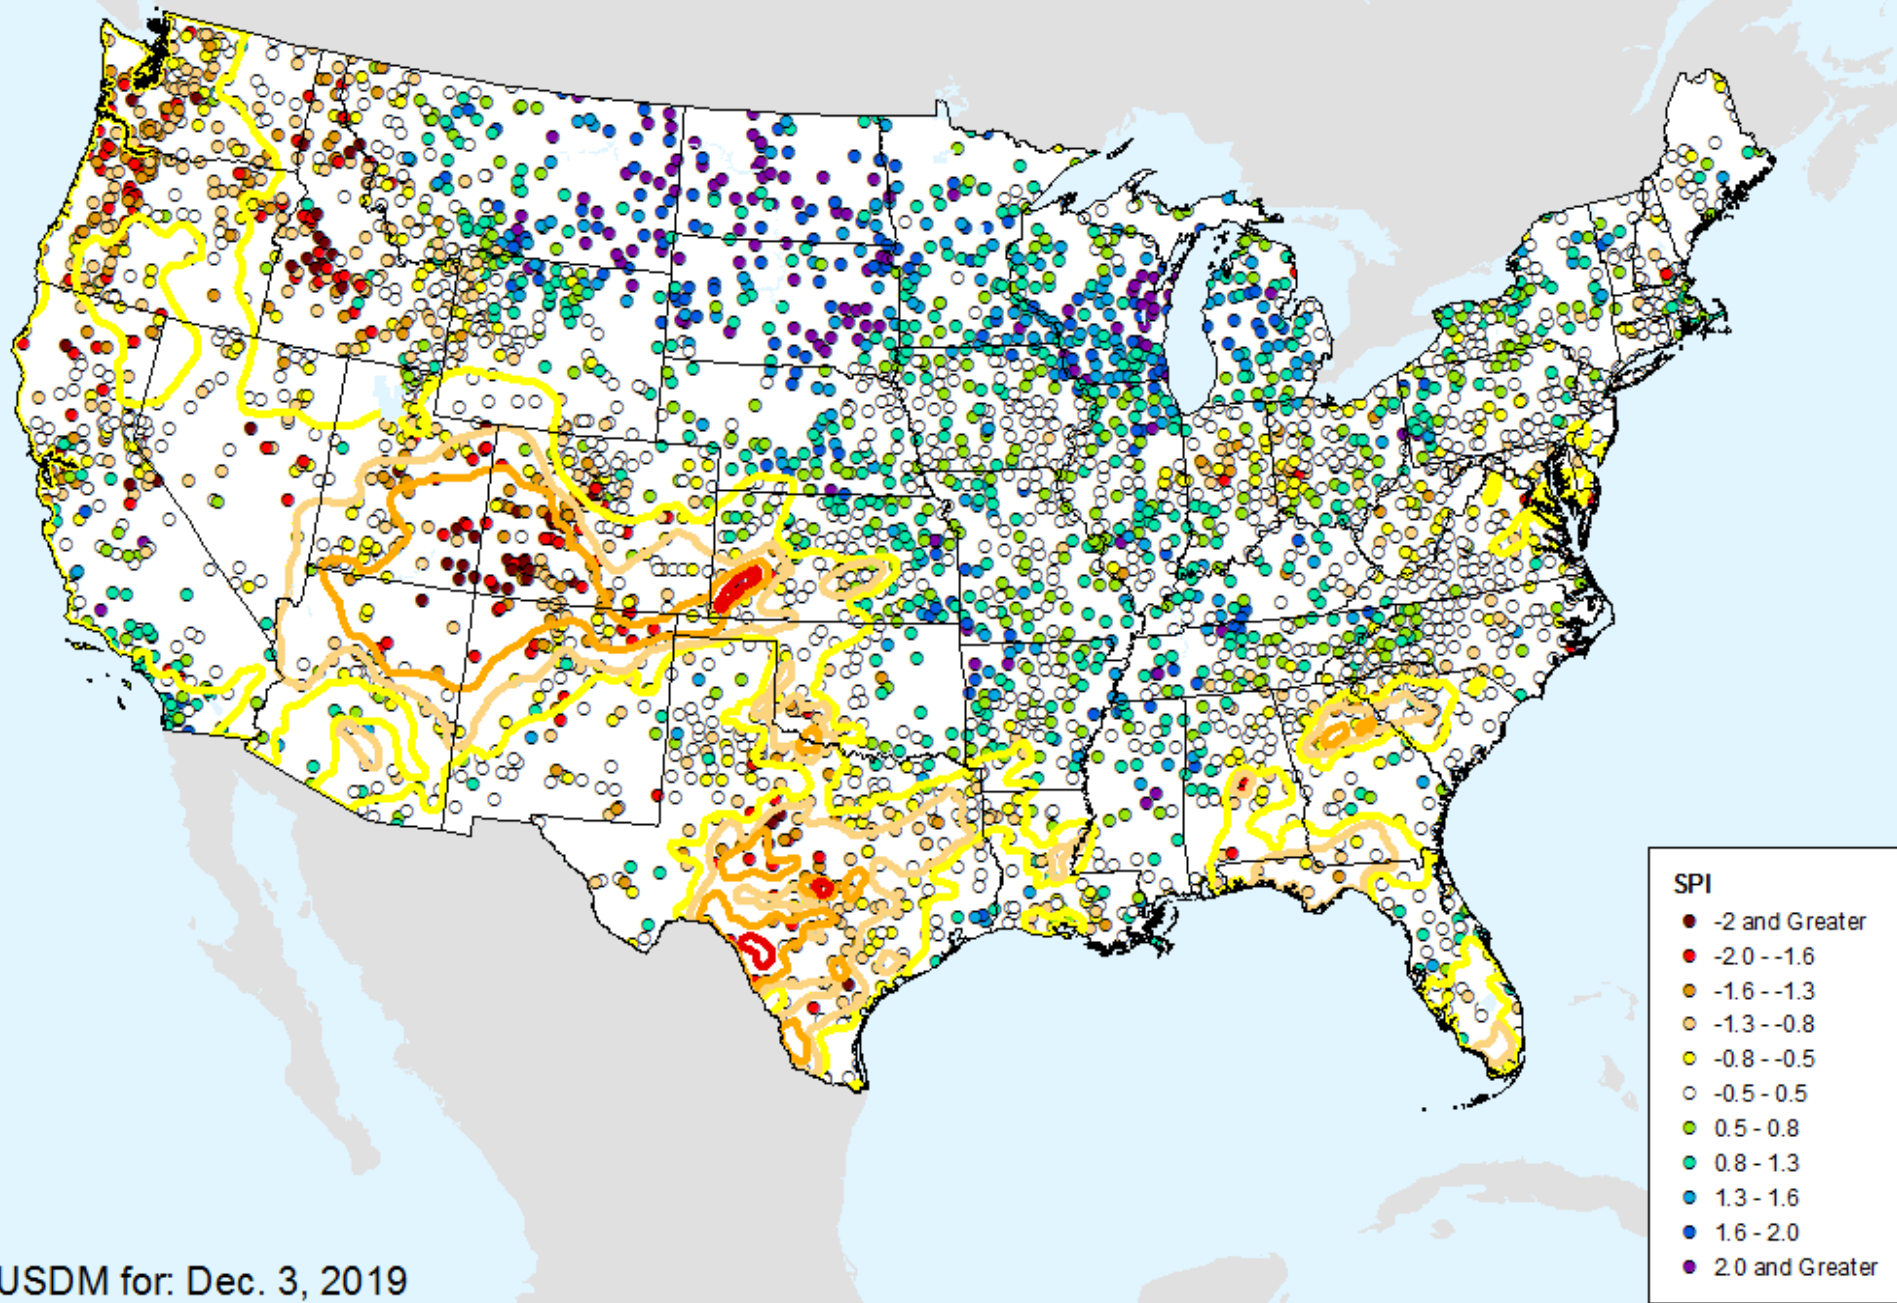 SPI
-2 and Greater
-2.0 - -1.6
-1.6 - -1.3
-1.3 - -0.8
-0.8 - -0.5
-0.5 - 0.5
0.5 - 0.8
0.8 - 1.3
1.3 - 1.6
1.6 - 2.0
2.0 and Greater
USDM for: Dec. 3, 2019